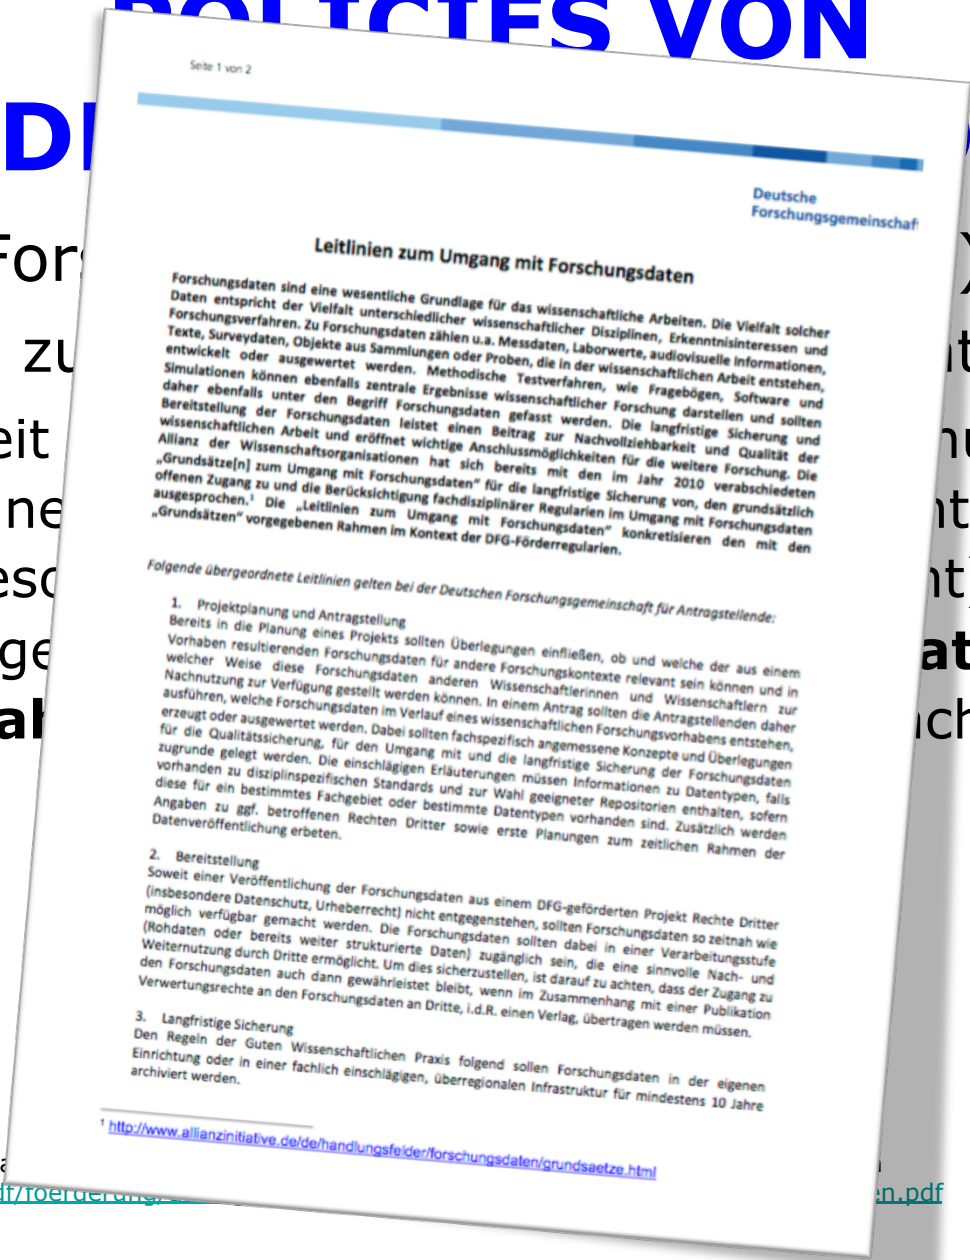 POLICIES VON
Seite 1 von 2
Deutsche
Forschungsgemeinschaf
Leitlinien zum Umgang mit Forschungsdaten
Forschungsdaten sind eine wesentliche Grundlage für das wissenschaftliche Arbeiten. Die Vielfalt solcher
Daten entspricht der Vielfalt unterschiedlicher wissenschaftlicher Disziplinen, Erkenntnisinteressen und
Forschungsverfahren. Zu Forschungsdaten zählen u.a. Messdaten, Laborwerte, audiovisuelle Informationen,
Texte, Surveydaten, Objekte aus Sammlungen oder Proben, die in der wissenschaftlichen Arbeit entstehen,
entwickelt oder ausgewertet werden. Methodische Testverfahren, wie Fragebögen, Software und
Simulationen können ebenfalls zentrale Ergebnisse wissenschaftlicher Forschung darstellen und sollten
daher ebenfalls unter den Begriff Forschungsdaten gefasst werden. Die langfristige Sicherung und
Bereitstellung der Forschungsdaten leistet einen Beitrag zur Nachvollziehbarkeit und Qualität der
wissenschaftlichen Arbeit und eröffnet wichtige Anschlussmöglichkeiten für die weitere Forschung. Die
Allianz der Wissenschaftsorganisationen hat sich bereits mit den im Jahr 2010 verabschiedeten
„Grundsätze[n] zum Umgang mit Forschungsdaten“ für die langfristige Sicherung von, den grundsätzlich
offenen Zugang zu und die Berücksichtigung fachdisziplinärer Regularien im Umgang mit Forschungsdaten
ausgesprochen.¹ Die „Leitlinien zum Umgang mit Forschungsdaten“ konkretisieren den mit den
„Grundsätzen“ vorgegebenen Rahmen im Kontext der DFG-Förderregularien.
Folgende übergeordnete Leitlinien gelten bei der Deutschen Forschungsgemeinschaft für Antragstellende:
1. Projektplanung und Antragstellung
Bereits in die Planung eines Projekts sollten Überlegungen einfließen, ob und welche der aus einem
Vorhaben resultierenden Forschungsdaten für andere Forschungskontexte relevant sein können und in
welcher Weise diese Forschungsdaten anderen Wissenschaftlerinnen und Wissenschaftlern zur
Nachnutzung zur Verfügung gestellt werden können. In einem Antrag sollten die Antragstellenden daher
ausführen, welche Forschungsdaten im Verlauf eines wissenschaftlichen Forschungsvorhabens entstehen,
erzeugt oder ausgewertet werden. Dabei sollten fachspezifisch angemessene Konzepte und Überlegungen
für die Qualitätssicherung, für den Umgang mit und die langfristige Sicherung der Forschungsdaten
zugrunde gelegt werden. Die einschlägigen Erläuterungen müssen Informationen zu Datentypen, falls
vorhanden zu disziplinspezifischen Standards und zur Wahl geeigneter Repositorien enthalten, sofern
diese für ein bestimmtes Fachgebiet oder bestimmte Datentypen vorhanden sind. Zusätzlich werden
Angaben zu ggf. betroffenen Rechten Dritter sowie erste Planungen zum zeitlichen Rahmen der
Datenveröffentlichung erbeten.
2. Bereitstellung
Soweit einer Veröffentlichung der Forschungsdaten aus einem DFG-geförderten Projekt Rechte Dritter
(insbesondere Datenschutz, Urheberrecht) nicht entgegenstehen, sollten Forschungsdaten so zeitnah wie
möglich verfügbar gemacht werden. Die Forschungsdaten sollten dabei in einer Verarbeitungsstufe
(Rohdaten oder bereits weiter strukturierte Daten) zugänglich sein, die eine sinnvolle Nach- und
Weiternutzung durch Dritte ermöglicht. Um dies sicherzustellen, ist darauf zu achten, dass der Zugang zu
den Forschungsdaten auch dann gewährleistet bleibt, wenn im Zusammenhang mit einer Publikation
Verwertungsrechte an den Forschungsdaten an Dritte, i.d.R. einen Verlag, übertragen werden müssen.
3. Langfristige Sicherung
Den Regeln der Guten Wissenschaftlichen Praxis folgend sollen Forschungsdaten in der eigenen
Einrichtung oder in einer fachlich einschlägigen, überregionalen Infrastruktur für mindestens 10 Jahre
archiviert werden.
¹ http://www.allianzinitiative.de/de/handlungsfelder/forschungsdaten/grundsaetze.html